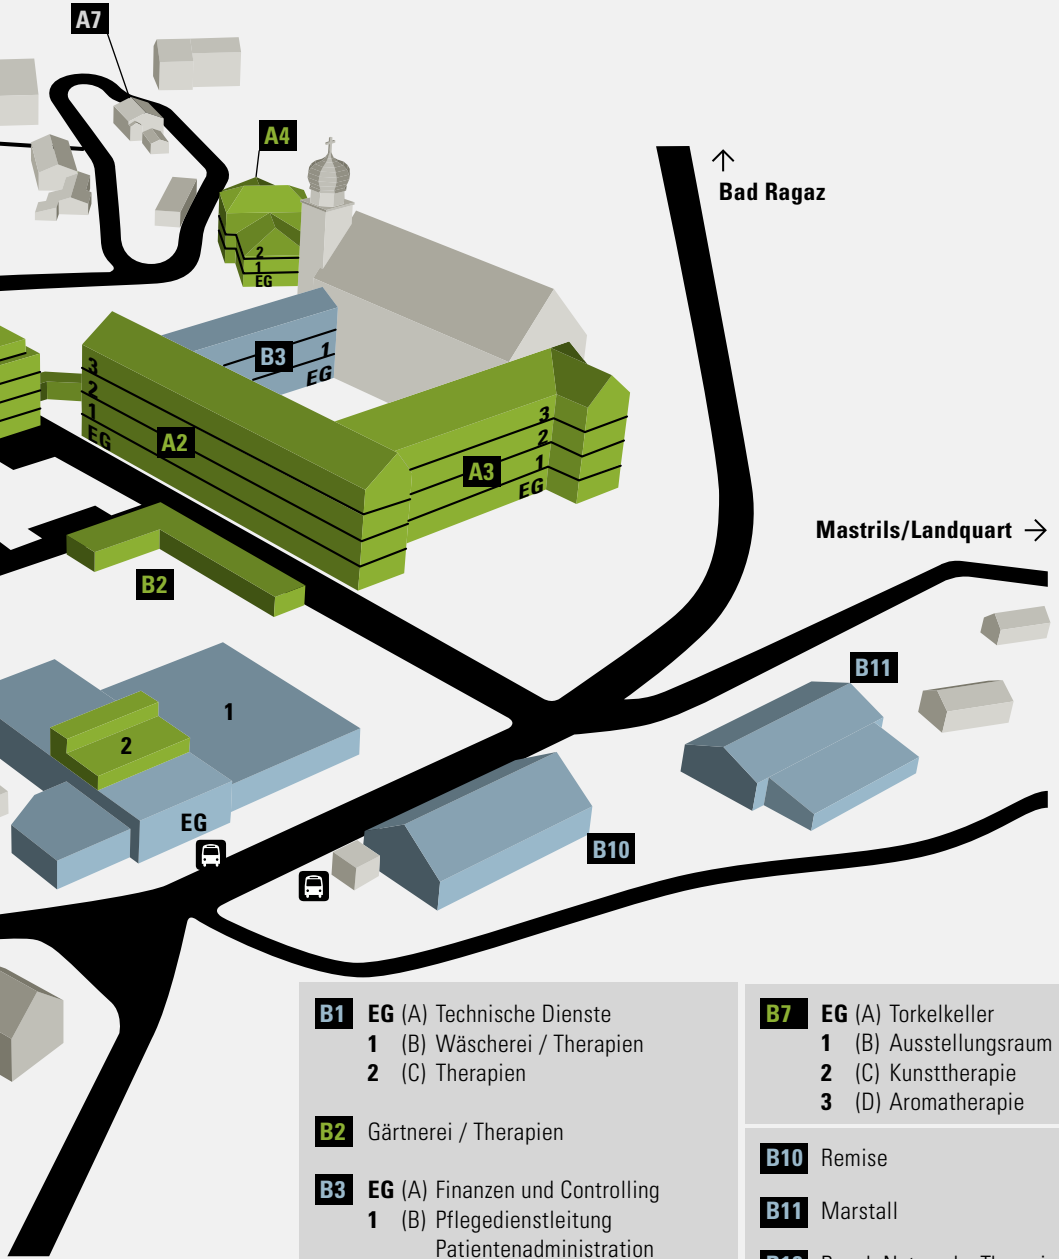 A7
A4
Bad Ragaz
2
1
EG
B3
1
EG
3
2
1
EG
A2
3
2
1
EG
A3
Mastrils/Landquart
B2
B11
1
2
EG
B10
B1 EG (A) Technische Dienste
1 (B) Wäscherei / Therapien
2 (C) Therapien
B2 Gärtnerei / Therapien
B3 EG (A) Finanzen und Controlling
1 (B) Pflegedienstleitung
Patientenadministration
B7 EG (A) Torkelkeller
1 (B) Ausstellungsraum
2 (C) Kunsttherapie
3 (D) Aromatherapie
B10 Remise
B11 Marstall